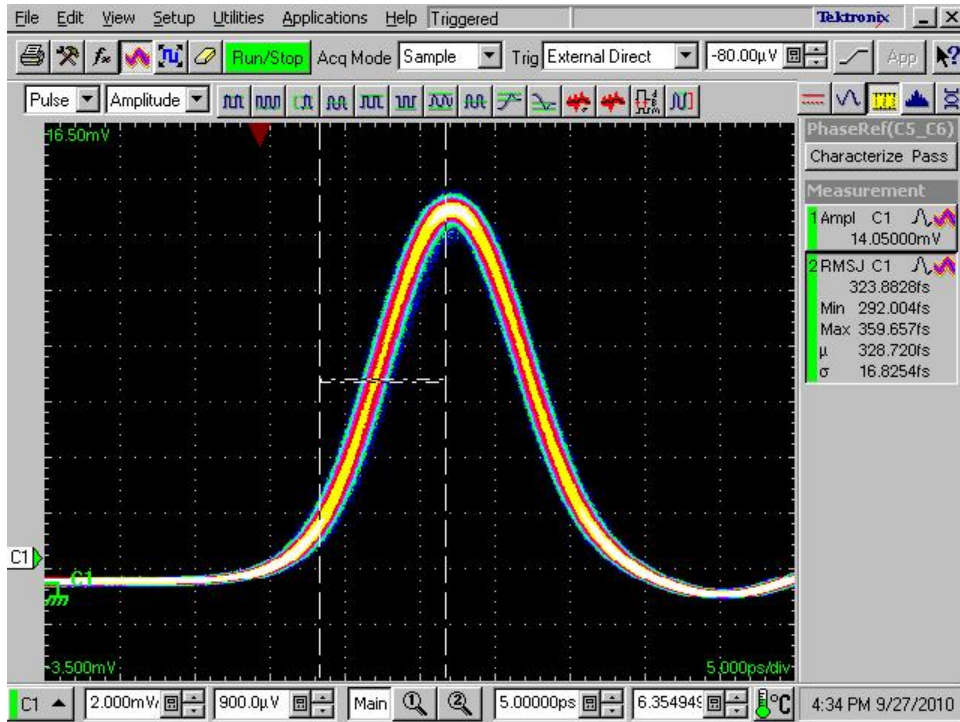 File Edit View Setup Utilities Applications Help Triggered Tektronix
Run/Stop Acq Mode Sample Trig External Direct -80.00µV App
Pulse Amplitude
16.50mV
PhaseRef(C5_C6)
Characterize Pass
Measurement
1 Ampl C1
14.05000mV
2 RMSJ C1
323.8828fs
Min 292.004fs
Max 359.657fs
µ 328.720fs
σ 16.8254fs
C1
C1
-3.500mV 5.000ps/div
C1 2.000mV/ 900.0µV Main 1 2 5.00000ps °C 4:34 PM 9/27/2010